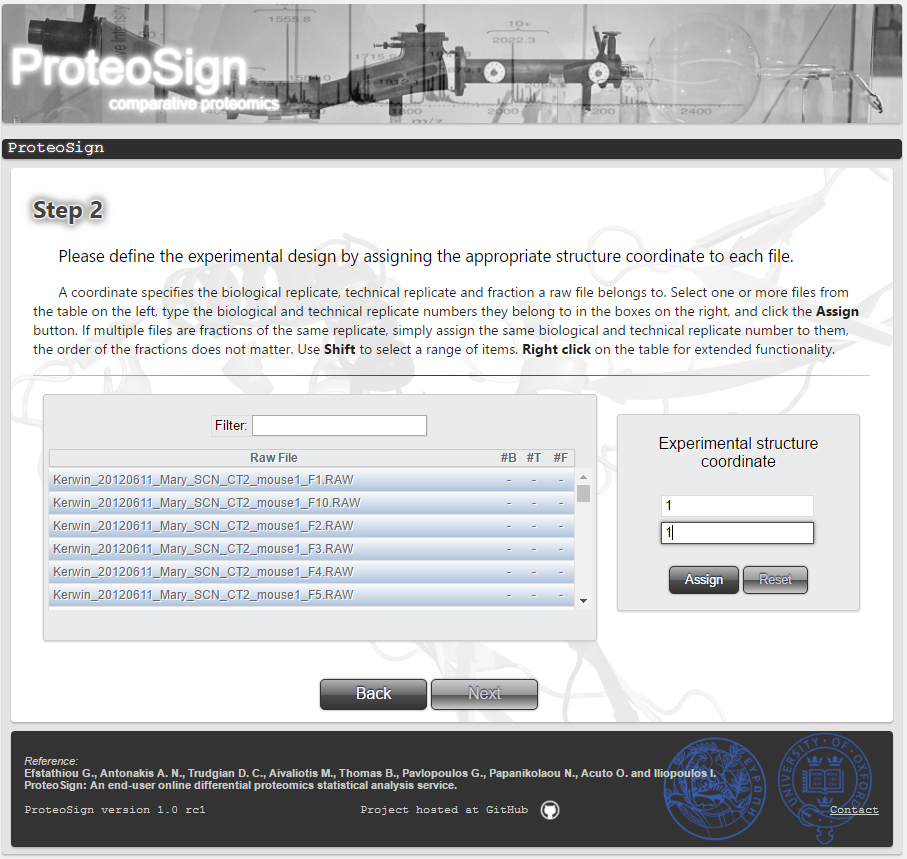 10+
1555.8
2022.3
1715.9
1581.0
ProteoSign
comparative proteomics
1800
2000
2200
2400
m/z
ProteoSign
Step 2
Please define the experimental design by assigning the appropriate structure coordinate to each file.
A coordinate specifies the biological replicate, technical replicate and fraction a raw file belongs to. Select one or more files from
the table on the left, type the biological and technical replicate numbers they belong to in the boxes on the right, and click the Assign
button. If multiple files are fractions of the same replicate, simply assign the same biological and technical replicate number to them,
the order of the fractions does not matter. Use Shift to select a range of items. Right click on the table for extended functionality.
Filter:
Raw File #B #T #F
Kerwin_20120611_Mary_SCN_CT2_mouse1_F1.RAW - - -
Kerwin_20120611_Mary_SCN_CT2_mouse1_F10.RAW - - -
Kerwin_20120611_Mary_SCN_CT2_mouse1_F2.RAW - - -
Kerwin_20120611_Mary_SCN_CT2_mouse1_F3.RAW - - -
Kerwin_20120611_Mary_SCN_CT2_mouse1_F4.RAW - - -
Kerwin_20120611_Mary_SCN_CT2_mouse1_F5.RAW - - -
Experimental structure
coordinate
1
1
Assign Reset
Back Next
Reference:
Efstathiou G., Antonakis A. N., Trudgian D. C., Aivaliotis M., Thomas B., Pavlopoulos G., Papanikolaou N., Acuto O. and Iliopoulos I.
ProteoSign: An end-user online differential proteomics statistical analysis service.
ProteoSign version 1.0 rc1 Project hosted at GitHub Contact
UNIVERSITY OF OXFORD